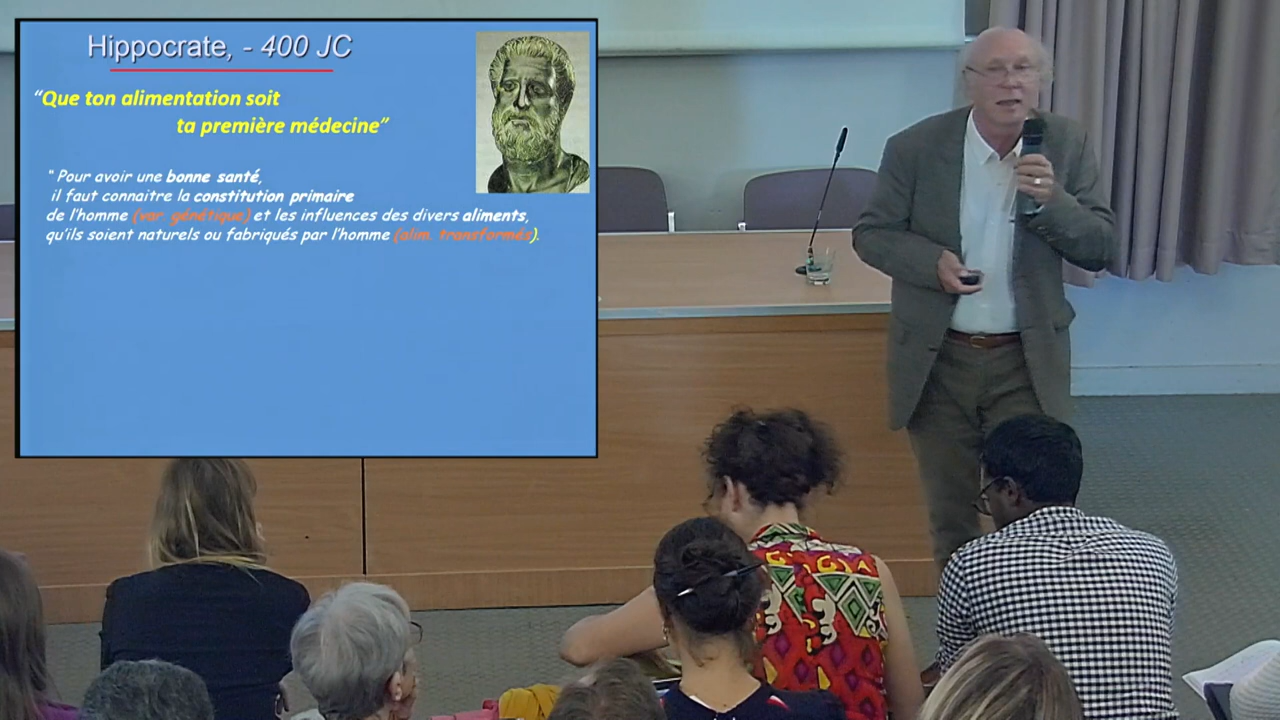 Hippocrate, - 400 JC
“Que ton alimentation soit
ta première médecine”
“ Pour avoir une bonne santé,
il faut connaitre la constitution primaire
de l’homme (var. génétique) et les influences des divers aliments,
qu’ils soient naturels ou fabriqués par l’homme (alim. transformés).